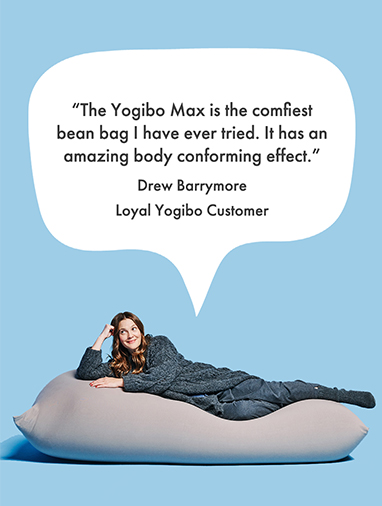 “The Yogibo Max is the comfiest
bean bag I have ever tried. It has an
amazing body conforming effect.”
Drew Barrymore
Loyal Yogibo Customer